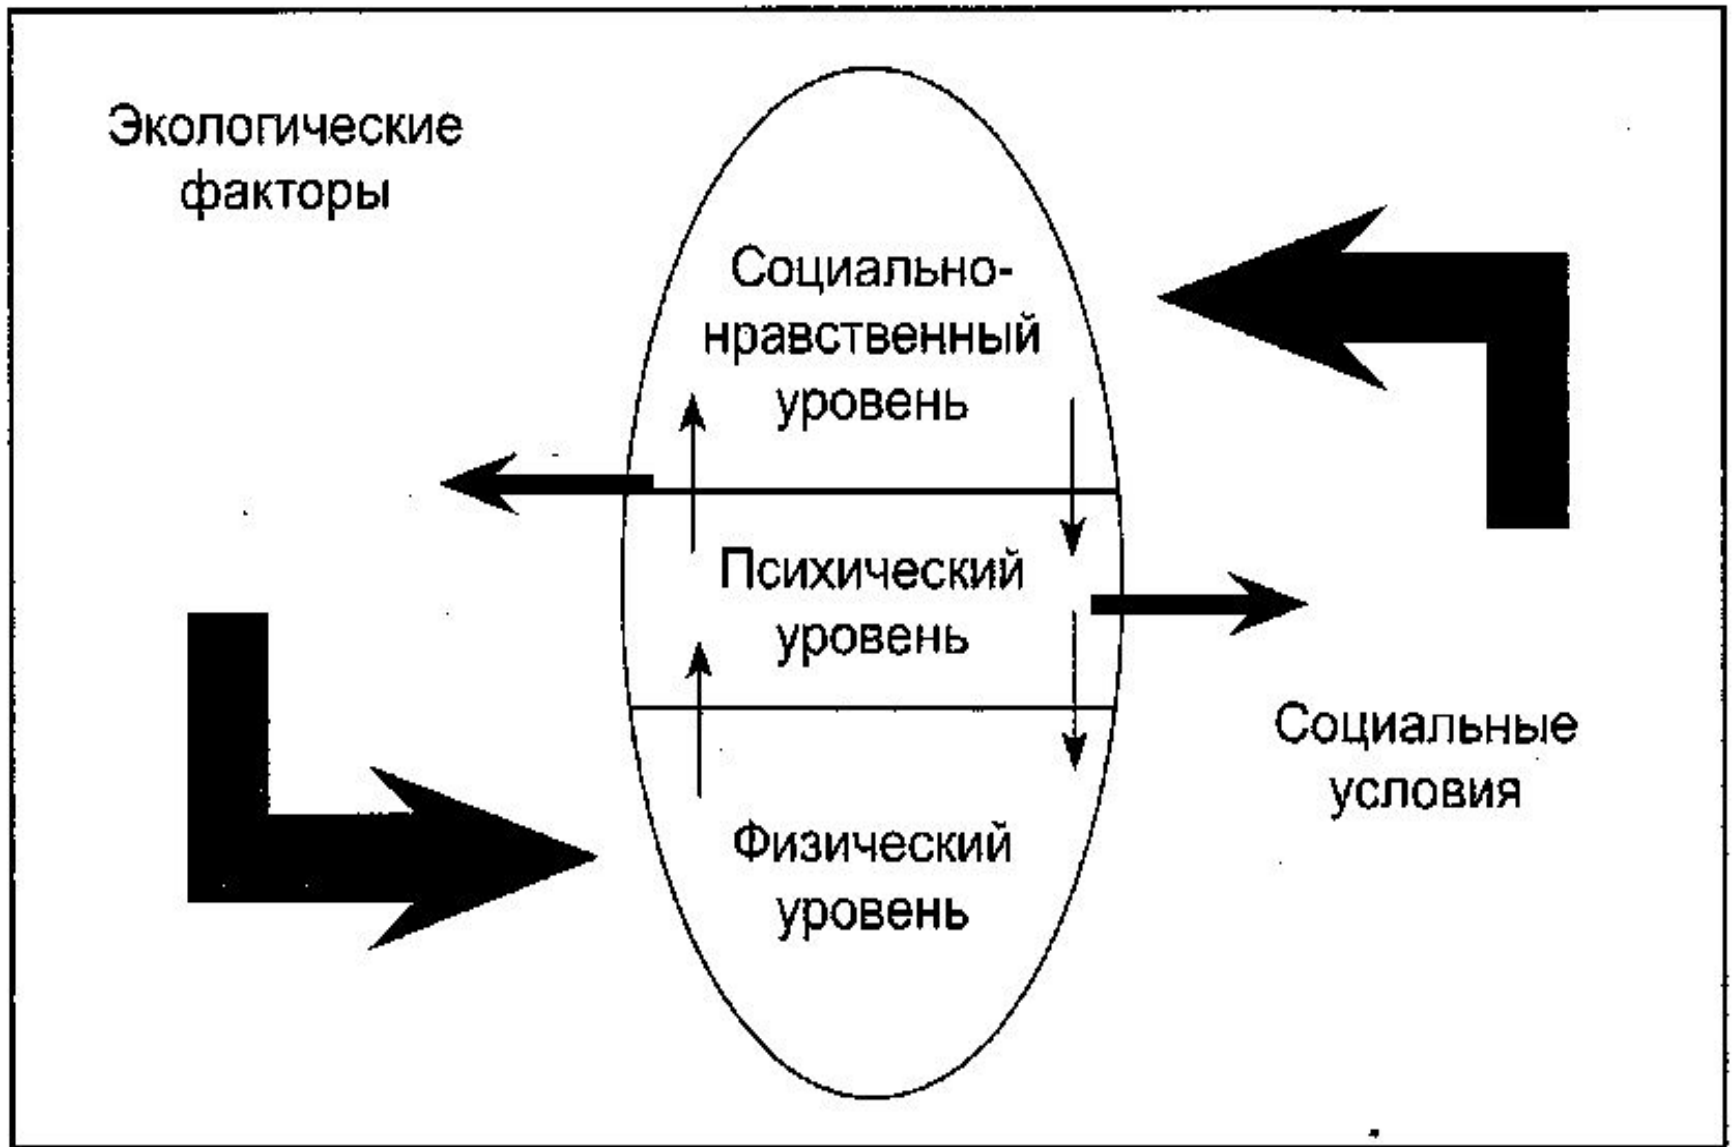 Экологические
факторы
Социально-
нравственный
уровень
Психический
уровень
Социальные
условия
Физический
уровень